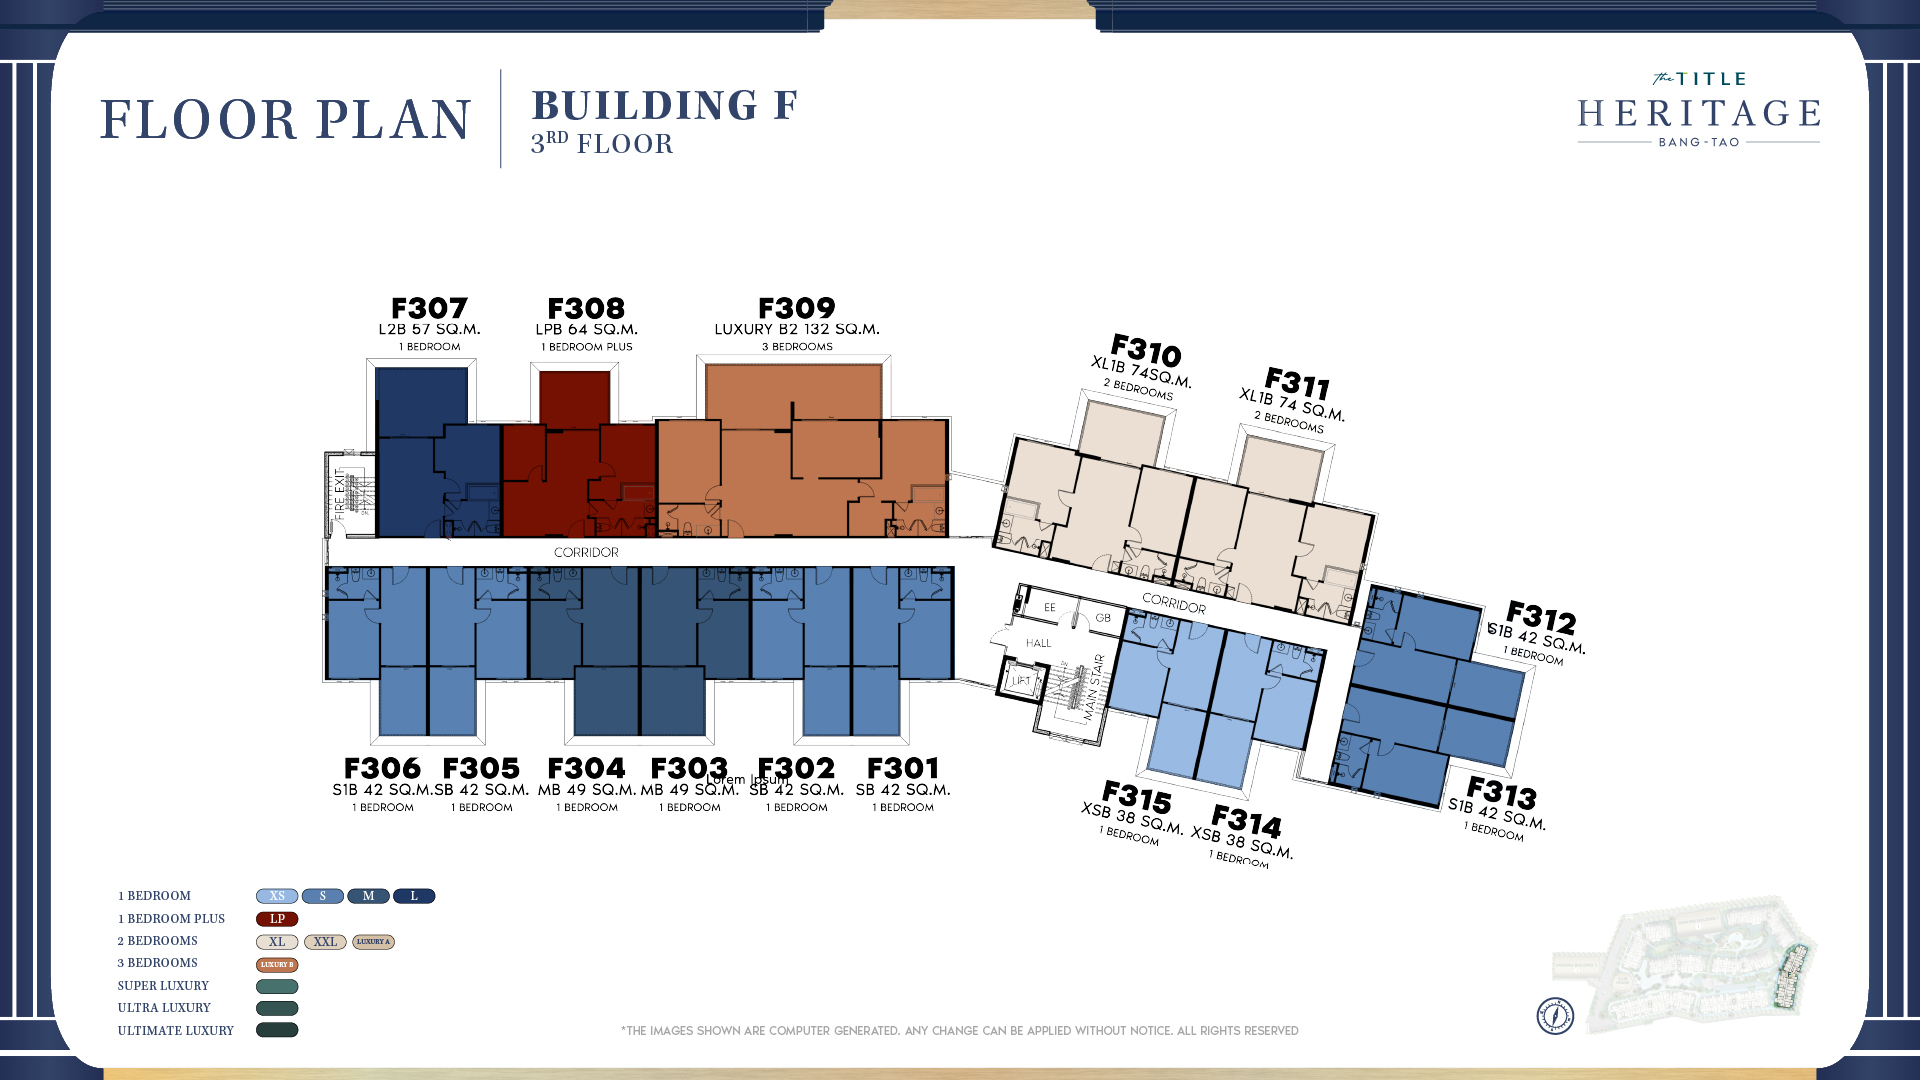 FLOOR PLAN
BUILDING F
3RD FLOOR
the TITLE
HERITAGE
BANG-TAO
F307
L2B 57 SQ.M.
1 BEDROOM
F308
LPB 64 SQ.M.
1 BEDROOM PLUS
F309
LUXURY B2 132 SQ.M.
3 BEDROOMS
F310
XL1B 74SQ.M.
2 BEDROOMS
F311
XL1B 74 SQ.M.
2 BEDROOMS
FIRE EXIT
CORRIDOR
CORRIDOR
EE
GB
HALL
LIFT
MAIN STAIR
F312
S1B 42 SQ.M.
1 BEDROOM
F313
S1B 42 SQ.M.
1 BEDROOM
F306
S1B 42 SQ.M.
1 BEDROOM
F305
SB 42 SQ.M.
1 BEDROOM
F304
MB 49 SQ.M.
1 BEDROOM
F303
MB 49 SQ.M.
1 BEDROOM
Lorem Ipsum
F302
SB 42 SQ.M.
1 BEDROOM
F301
SB 42 SQ.M.
1 BEDROOM
F315
XSB 38 SQ.M.
1 BEDROOM
F314
XSB 38 SQ.M.
1 BEDROOM
1 BEDROOM XS S M L
1 BEDROOM PLUS LP
2 BEDROOMS XL XXL LUXURY A
3 BEDROOMS LUXURY B
SUPER LUXURY
ULTRA LUXURY
ULTIMATE LUXURY
*THE IMAGES SHOWN ARE COMPUTER GENERATED. ANY CHANGE CAN BE APPLIED WITHOUT NOTICE. ALL RIGHTS RESERVED